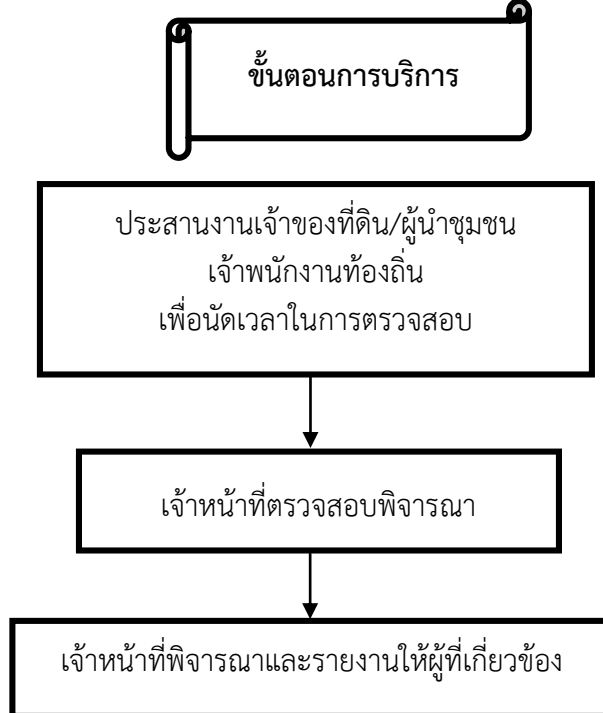 ขั้นตอนการบริการ
ประสานงานเจ้าของที่ดิน/ผู้นำชุมชน
เจ้าพนักงานท้องถิ่น
เพื่อนัดเวลาในการตรวจสอบ
เจ้าหน้าที่ตรวจสอบพิจารณา
เจ้าหน้าที่พิจารณาและรายงานให้ผู้ที่เกี่ยวข้อง